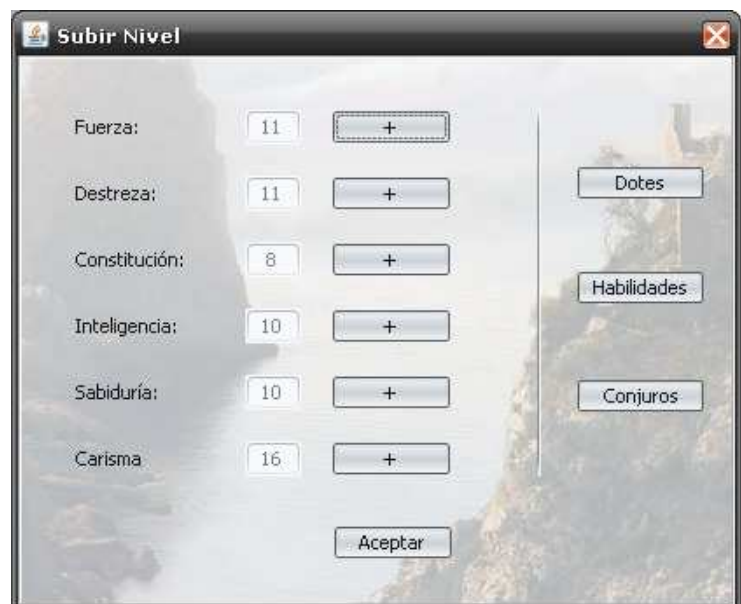 Subir Nivel
Fuerza: 11 +
Destreza: 11 +
Dotes
Constitución: 8 +
Habilidades
Inteligencia: 10 +
Sabiduría: 10 +
Conjuros
Carisma 16 +
Aceptar